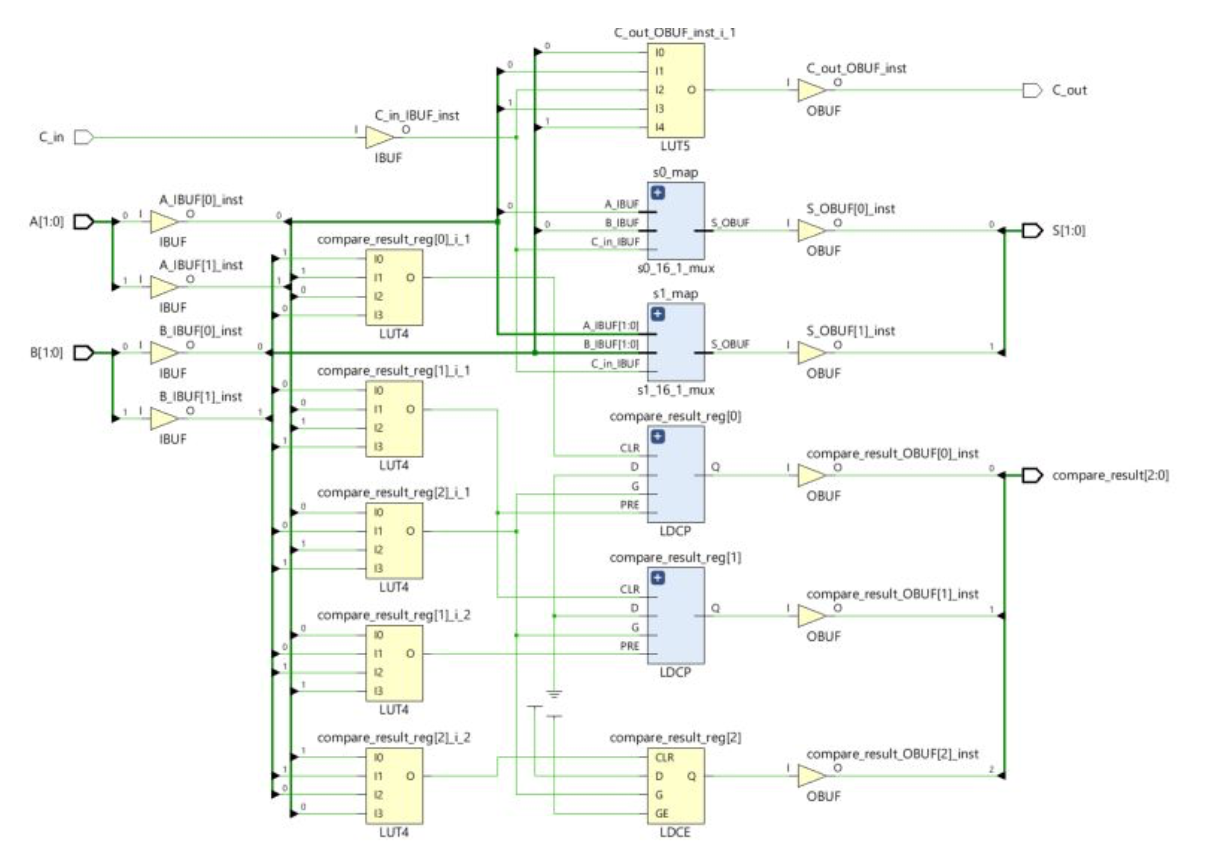 C_out_OBUF_inst_i_1
0 I0
0 I1
I2 O
1 I3
1 I4
LUT5
C_out_OBUF_inst
I O
OBUF
C_out
C_in
C_in_IBUF_inst
I O
IBUF
s0_map
A_IBUF
B_IBUF
C_in_IBUF
S_OBUF
0
0
s0_16_1_mux
S_OBUF[0]_inst
I O
OBUF
0
S[1:0]
A[1:0]
A_IBUF[0]_inst
0 I O 0
IBUF
A_IBUF[1]_inst
1 I O 1
IBUF
compare_result_reg[0]_i_1
1 I0
1 I1 O
0 I2
0 I3
LUT4
s1_map
A_IBUF[1:0]
B_IBUF[1:0]
C_in_IBUF
S_OBUF
s1_16_1_mux
S_OBUF[1]_inst
I O
OBUF
1
B[1:0]
B_IBUF[0]_inst
0 I O 0
IBUF
B_IBUF[1]_inst
1 I O 1
IBUF
compare_result_reg[1]_i_1
0 I0
0 I1 O
1 I2
1 I3
LUT4
compare_result_reg[0]
CLR
D Q
G
PRE
LDCP
compare_result_OBUF[0]_inst
I O 0
OBUF
compare_result[2:0]
compare_result_reg[2]_i_1
0 I0
0 I1 O
1 I2
1 I3
LUT4
compare_result_reg[1]
CLR
D Q
G
PRE
LDCP
compare_result_OBUF[1]_inst
I O 1
OBUF
compare_result_reg[1]_i_2
0 I0
0 I1 O
1 I2
1 I3
LUT4
compare_result_reg[2]_i_2
1 I0
1 I1 O
0 I2
0 I3
LUT4
compare_result_reg[2]
CLR
D Q
G
GE
LDCE
compare_result_OBUF[2]_inst
I O 2
OBUF